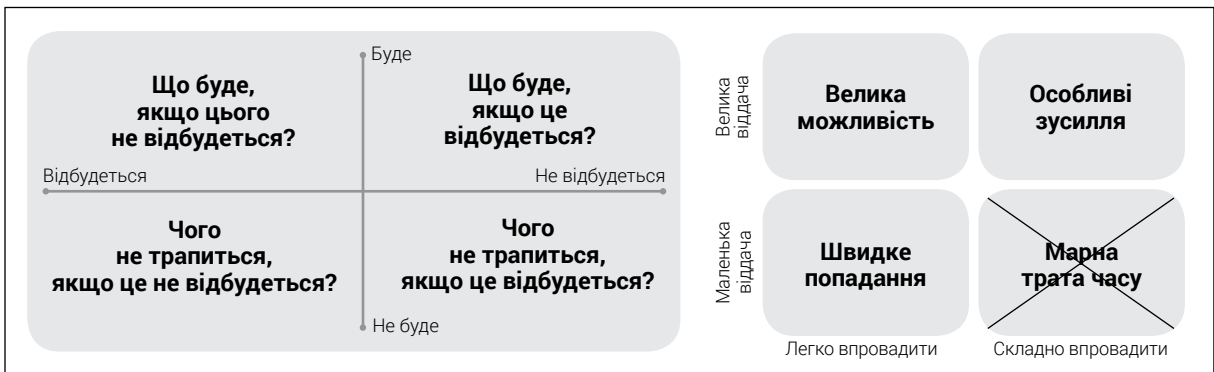 Буде
Що буде,
якщо цього
не відбудеться?
Що буде,
якщо це
відбудеться?
Відбудеться
Не відбудеться
Чого
не трапиться,
якщо це не відбудеться?
Чого
не трапиться,
якщо це відбудеться?
Не буде
Велика
віддача
Велика
можливість
Особливі
зусилля
Маленька
віддача
Швидке
попадання
Марна
трата часу
Легко впровадити
Складно впровадити